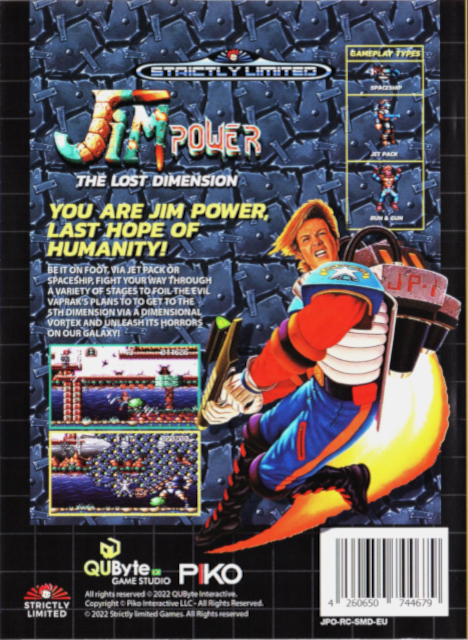 STRICTLY LIMITED
GAMEPLAY TYPES
SPACESHIP
JET PACK
RUN & GUN
JIM POWER
THE LOST DIMENSION
YOU ARE JIM POWER,
LAST HOPE OF
HUMANITY!
BE IT ON FOOT, VIA JET PACK OR
SPACESHIP, FIGHT YOUR WAY THROUGH
A VARIETY OF STAGES TO FOIL THE EVIL
VAPRAK'S PLANS TO TO GET TO THE
5TH DIMENSION VIA A DIMENSIONAL
VORTEX AND UNLEASH ITS HORRORS
ON OUR GALAXY!
JP-1
QUByte
GAME STUDIO
PIKO
STRICTLY
LIMITED
All rights reserved © 2022 QUByte Interactive.
Copyright © Piko Interactive LLC - All Rights Reserved.
© 2022 Strictly limited Games. All Rights reserved
4 260650 744679
JPO-RC-SMD-EU